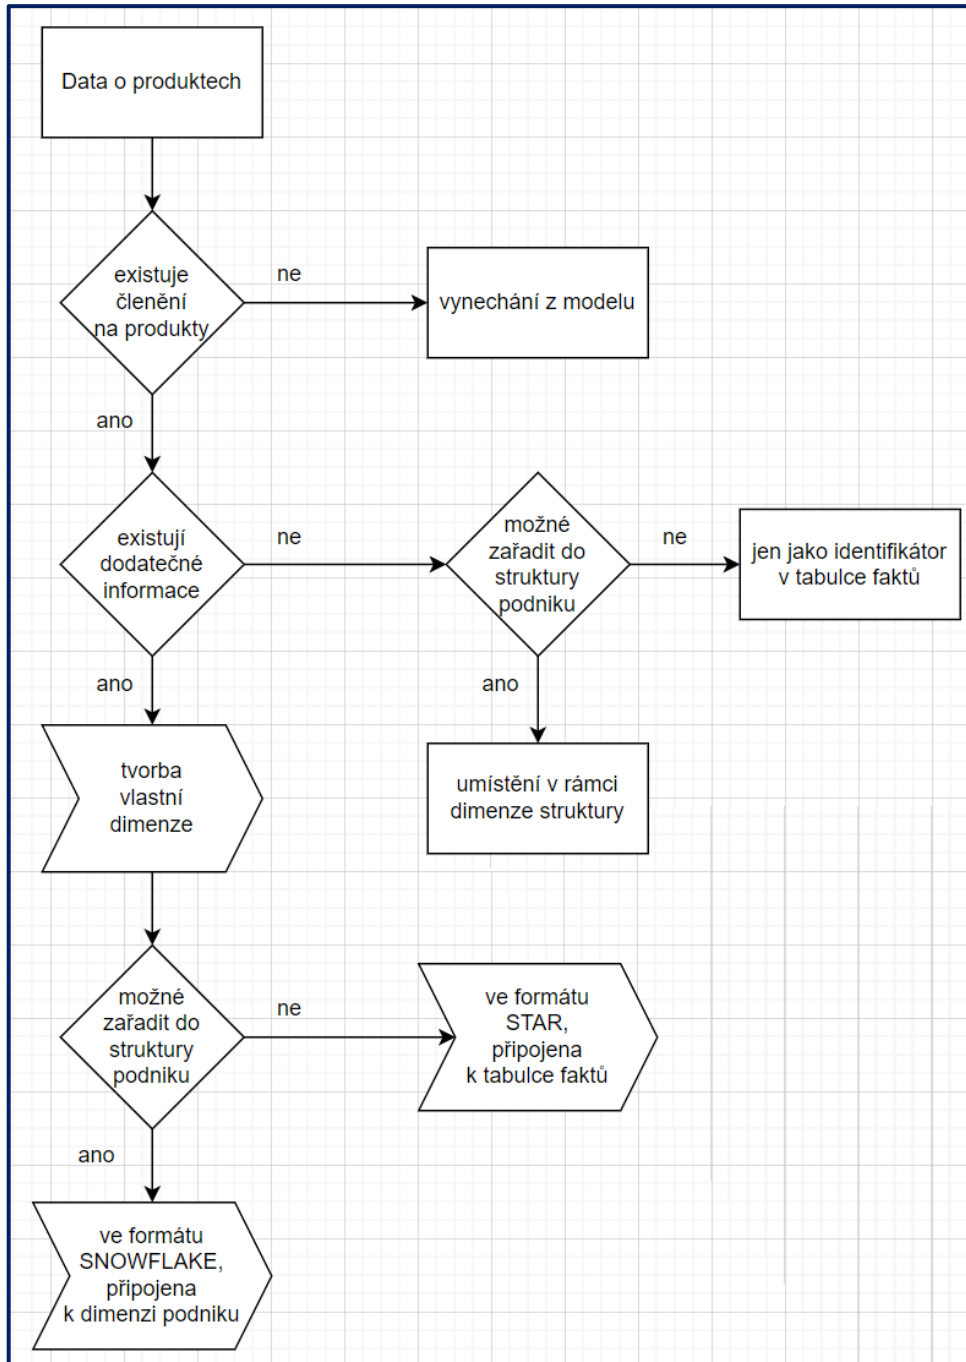 Data o produktech
existuje
členění
na produkty
ne
vynechání z modelu
ano
existují
dodatečné
informace
ne
možné
zařadit do
struktury
podniku
ne
jen jako identifikátor
v tabulce faktů
ano
ano
tvorba
vlastní
dimenze
umístění v rámci
dimenze struktury
možné
zařadit do
struktury
podniku
ne
ve formátu
STAR,
připojena
k tabulce faktů
ano
ve formátu
SNOWFLAKE,
připojena
k dimenzi podniku